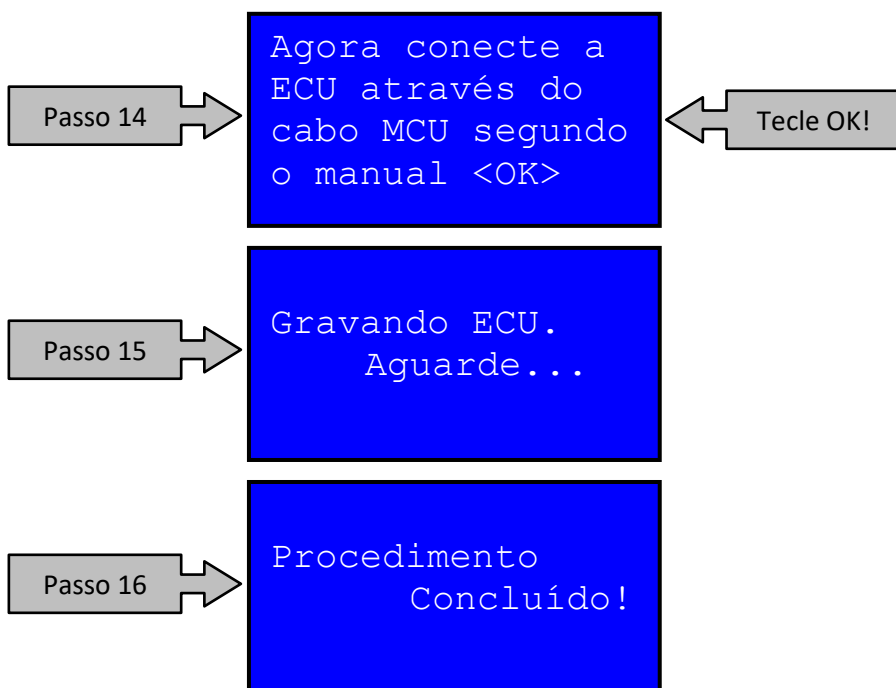 Passo 14
Agora conecte a
ECU através do
cabo MCU segundo
o manual <OK>
Tecle OK!
Passo 15
Gravando ECU.
Aguarde...
Passo 16
Procedimento
Concluído!